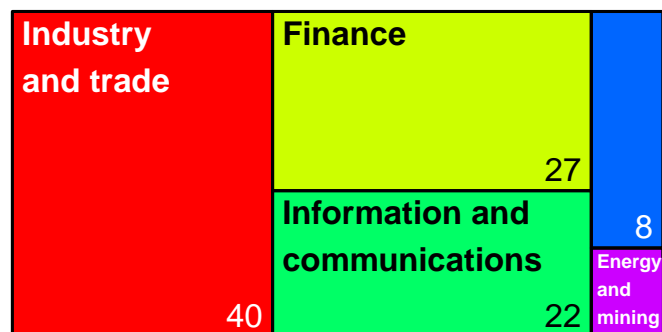 Industry
and trade
40
Finance
27
Information and
communications
22
8
Energy
and
mining